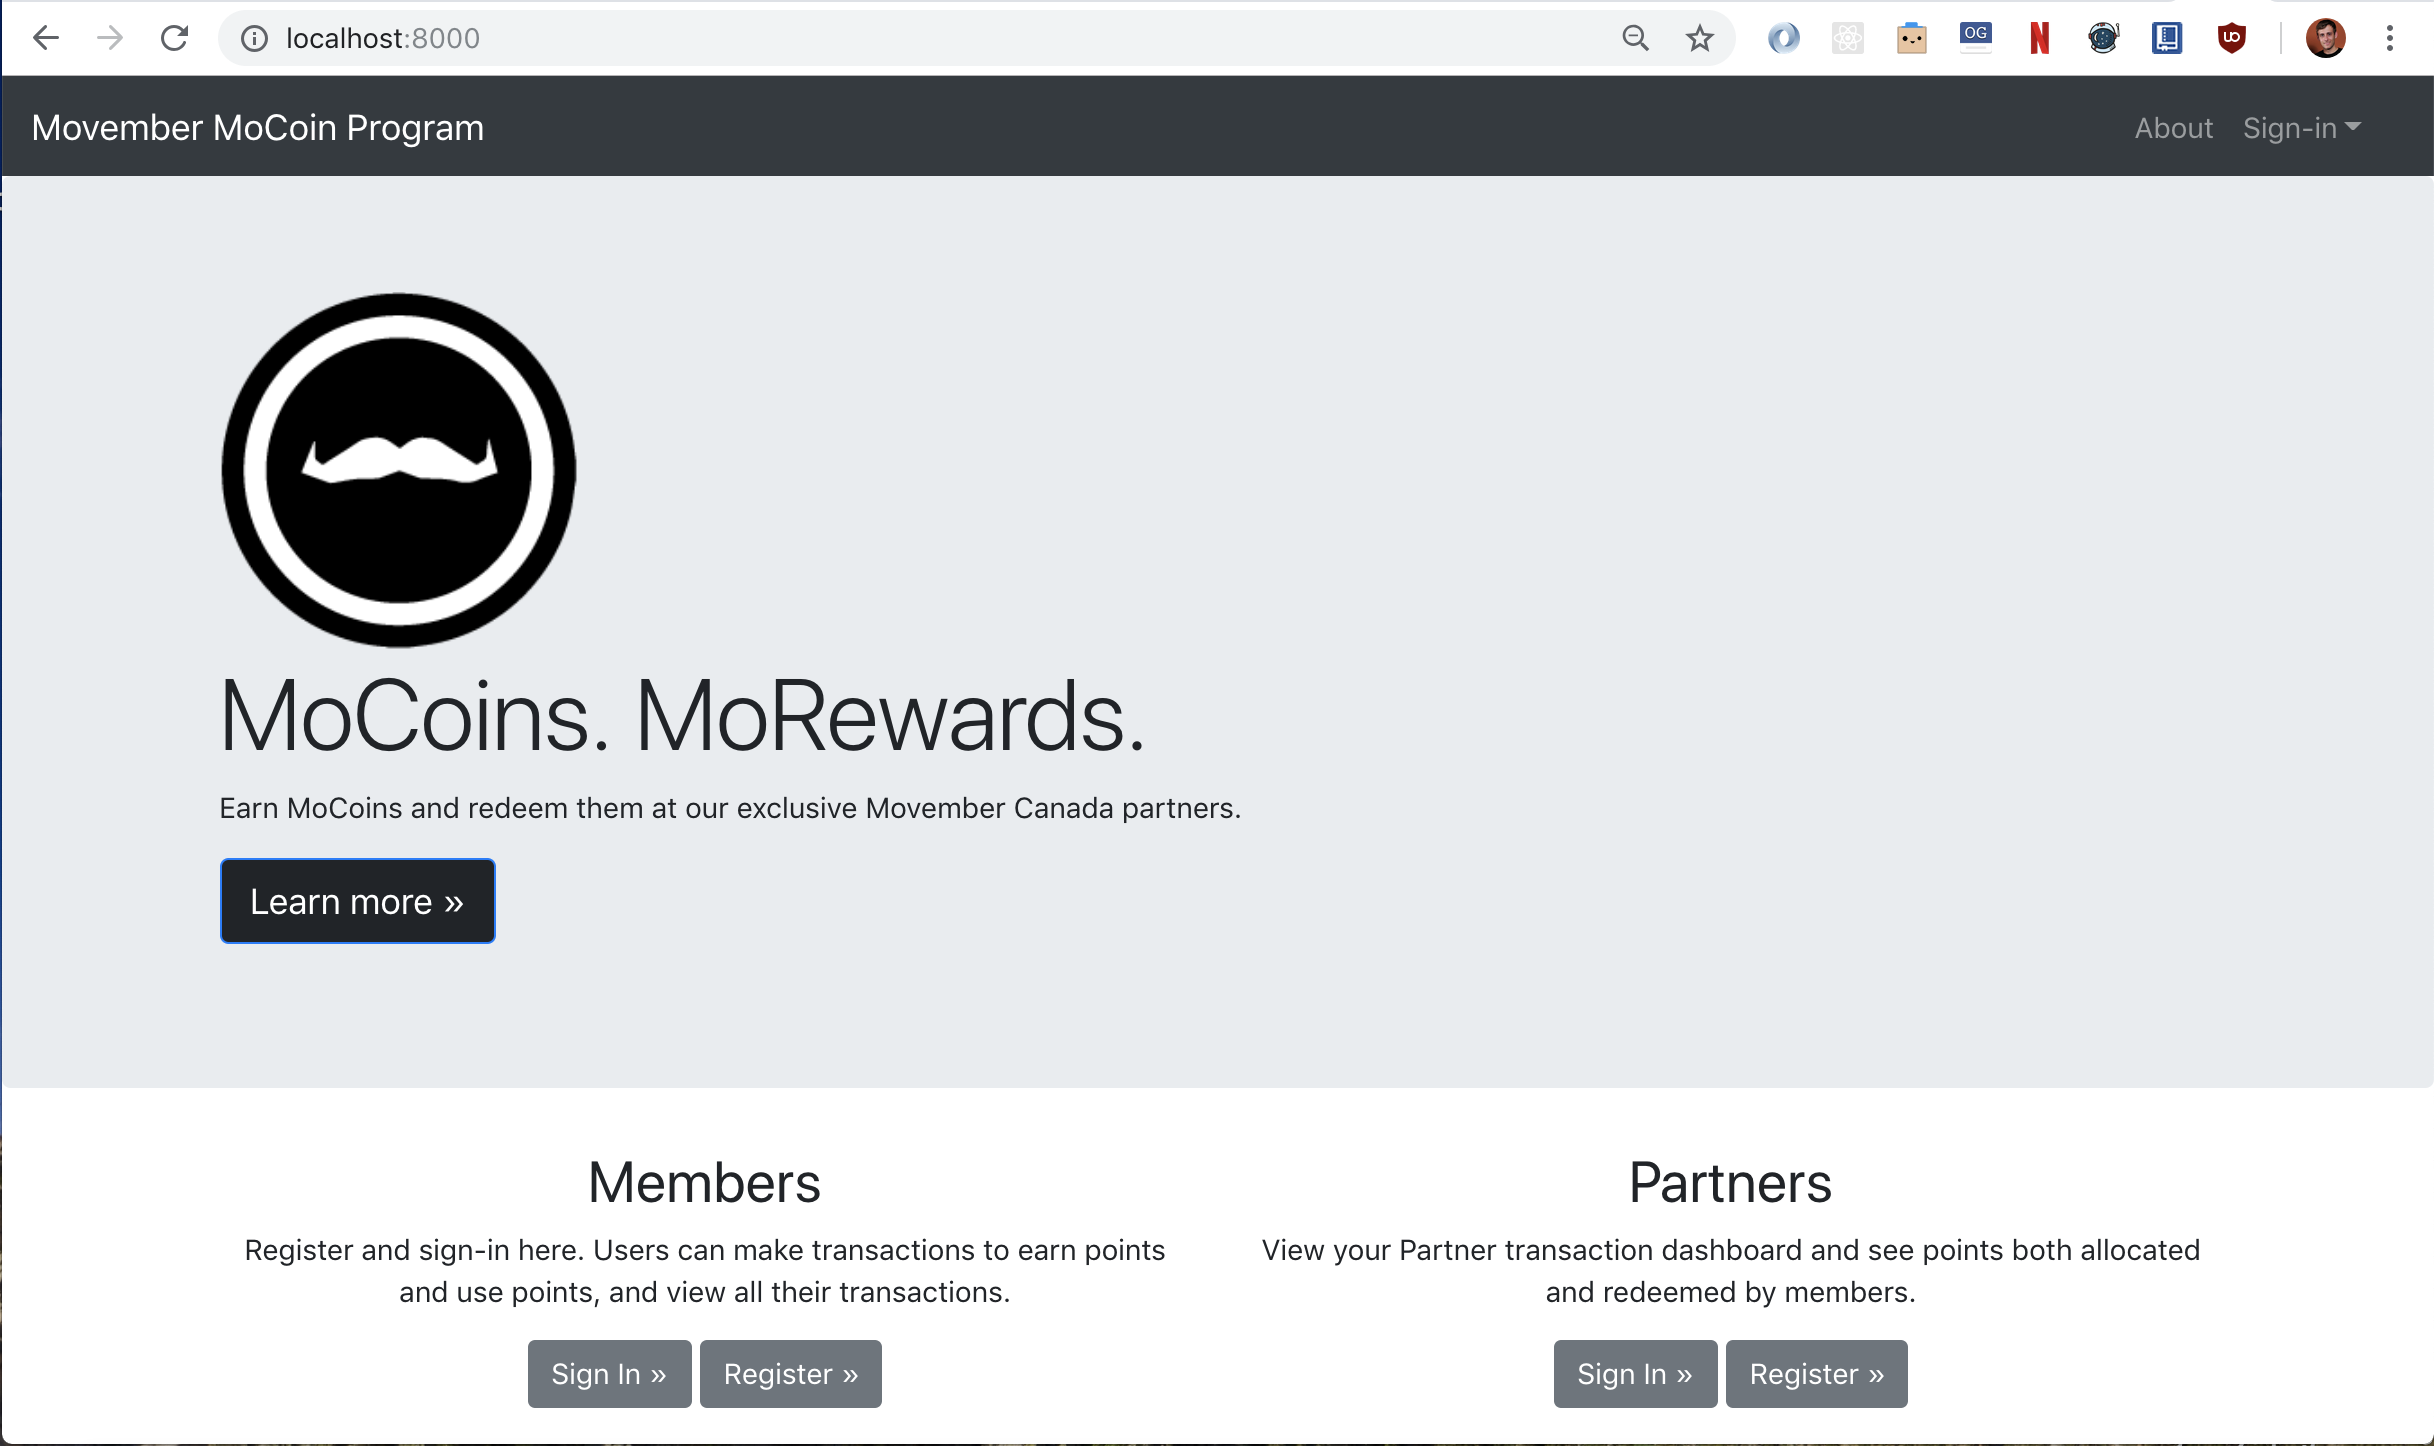 localhost:8000
OG
N
UO
Movember MoCoin Program
About Sign-in
MoCoins. MoRewards.
Earn MoCoins and redeem them at our exclusive Movember Canada partners.
Learn more »
Members
Register and sign-in here. Users can make transactions to earn points
and use points, and view all their transactions.
Sign In » Register »
Partners
View your Partner transaction dashboard and see points both allocated
and redeemed by members.
Sign In » Register »